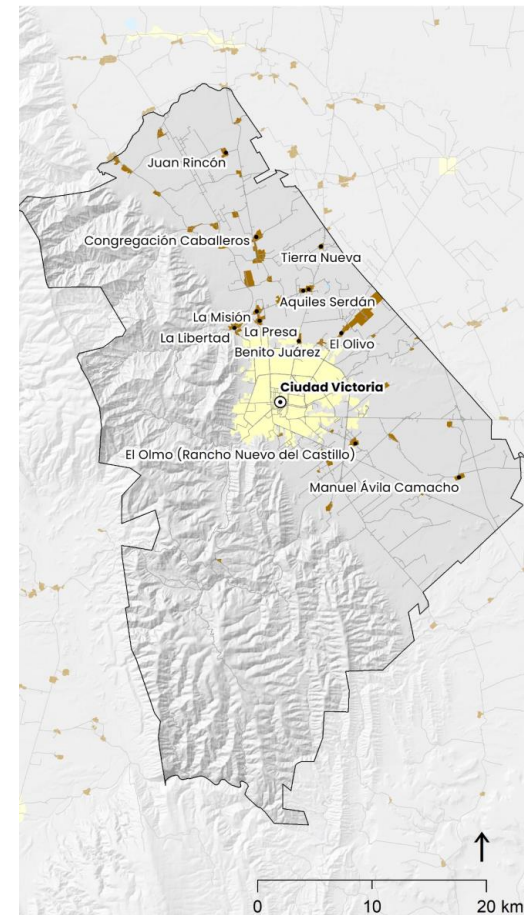 Juan Rincón
Congregación Caballeros
Tierra Nueva
Aquiles Serdán
La Misión
La Presa
La Libertad
El Olivo
Benito Juárez
Ciudad Victoria
El Olmo (Rancho Nuevo del Castillo)
Manuel Ávila Camacho
0 10 20 km